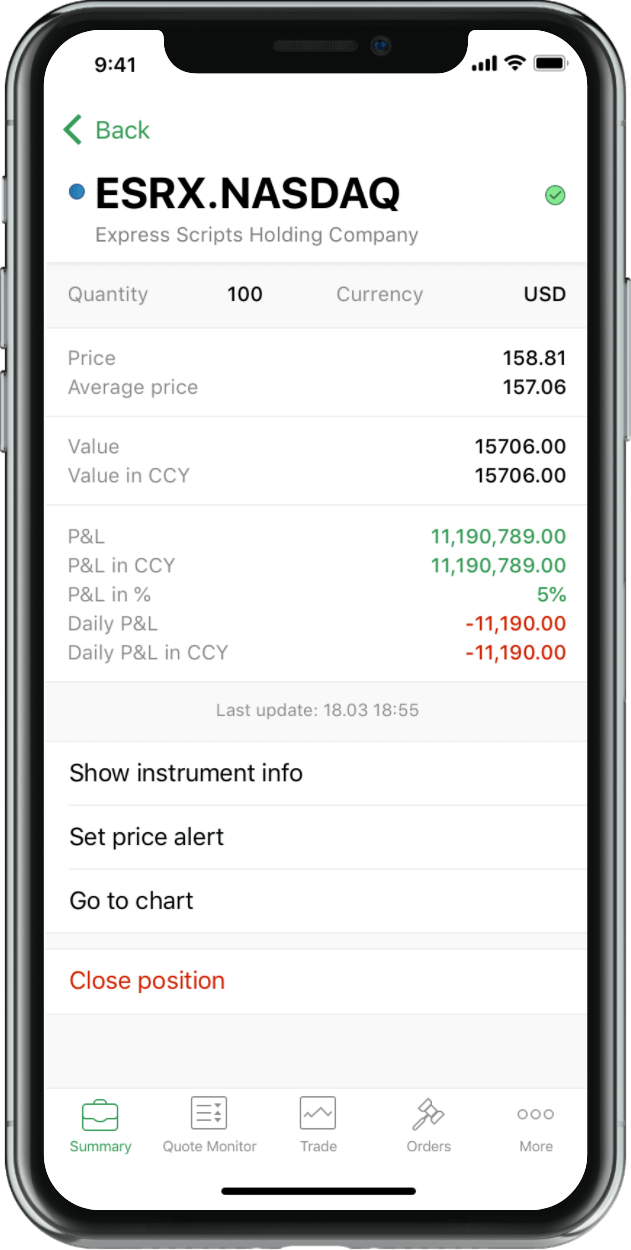 9:41
Back
ESRX.NASDAQ
Express Scripts Holding Company
Quantity 100 Currency USD
Price 158.81
Average price 157.06
Value 15706.00
Value in CCY 15706.00
P&L 11,190,789.00
P&L in CCY 11,190,789.00
P&L in % 5%
Daily P&L -11,190.00
Daily P&L in CCY -11,190.00
Last update: 18.03 18:55
Show instrument info
Set price alert
Go to chart
Close position
Summary Quote Monitor Trade Orders More